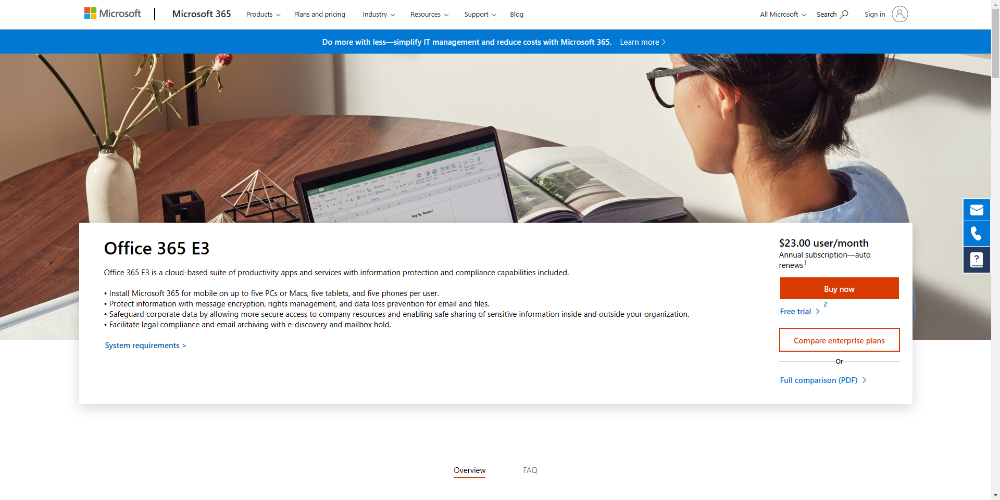 Microsoft
Microsoft 365
Products
Plans and pricing
Industry
Resources
Support
Blog
All Microsoft
Search
Sign in
Do more with less—simplify IT management and reduce costs with Microsoft 365. Learn more
'Avg' by 'Seasons'
Office 365 E3
Office 365 E3 is a cloud-based suite of productivity apps and services with information protection and compliance capabilities included.
• Install Microsoft 365 for mobile on up to five PCs or Macs, five tablets, and five phones per user.
• Protect information with message encryption, rights management, and data loss prevention for email and files.
• Safeguard corporate data by allowing more secure access to company resources and enabling safe sharing of sensitive information inside and outside your organization.
• Facilitate legal compliance and email archiving with e-discovery and mailbox hold.
System requirements >
$23.00 user/month
Annual subscription—auto
renews 1
Buy now
Free trial 2
Compare enterprise plans
Or
Full comparison (PDF)
?
Overview
FAQ